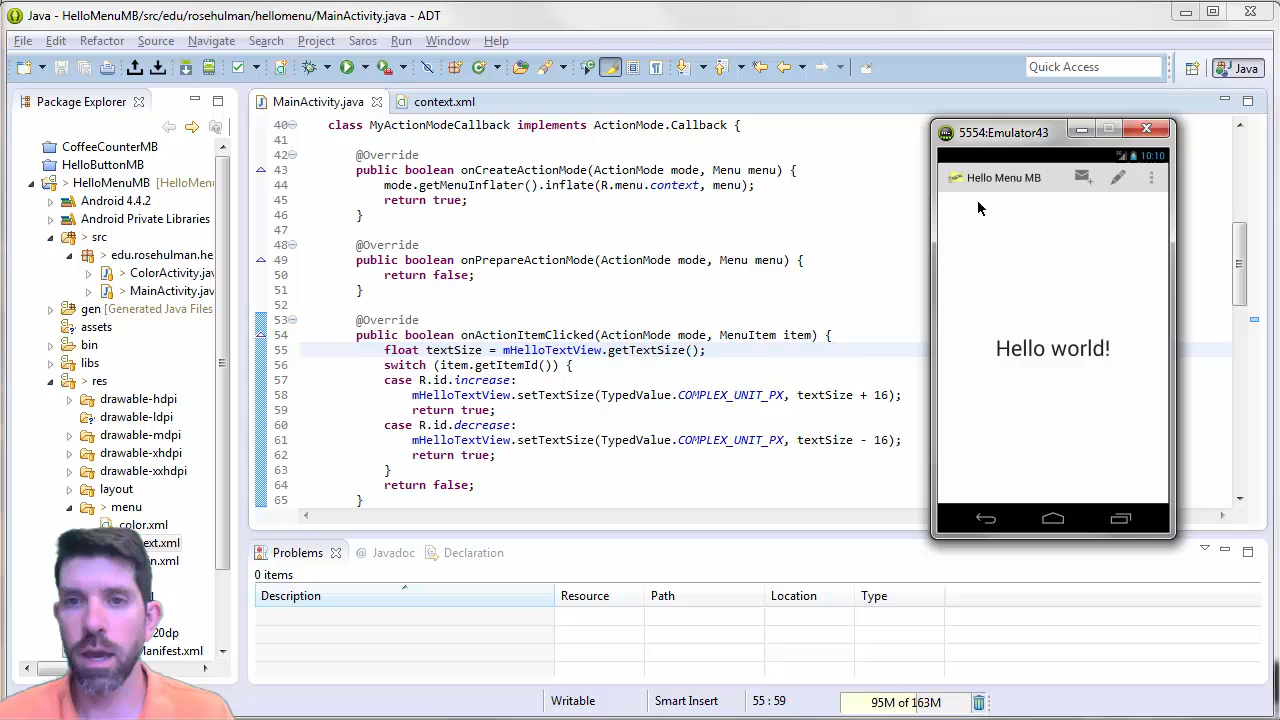 Java - HelloMenuMB/src/edu/rosehulman/hellomenu/MainActivity.java - ADT
File Edit Refactor Source Navigate Search Project Saros Run Window Help
Quick Access
Java
Package Explorer
CoffeeCounterMB
HelloButtonMB
> HelloMenuMB [HelloMenu
Android 4.4.2
Android Private Libraries
> src
> edu.rosehulman.he
> ColorActivity.jav
> MainActivity.jav
gen [Generated Java Files
assets
bin
libs
> res
drawable-hdpi
drawable-ldpi
drawable-mdpi
drawable-xhdpi
drawable-xxhdpi
layout
> menu
color.xml
ext.xml
in.xml
20dp
Manifest.xml
MainActivity.java
context.xml
40 class MyActionModeCallback implements ActionMode.Callback {
41
42 @Override
43 public boolean onCreateActionMode(ActionMode mode, Menu menu) {
44 mode.getMenuInflater().inflate(R.menu.context, menu);
45 return true;
46 }
47
48 @Override
49 public boolean onPrepareActionMode(ActionMode mode, Menu menu) {
50 return false;
51 }
52
53 @Override
54 public boolean onActionItemClicked(ActionMode mode, MenuItem item) {
55 float textSize = mHelloTextView.getTextSize();
56 switch (item.getItemId()) {
57 case R.id.increase:
58 mHelloTextView.setTextSize(TypedValue.COMPLEX_UNIT_PX, textSize + 16);
59 return true;
60 case R.id.decrease:
61 mHelloTextView.setTextSize(TypedValue.COMPLEX_UNIT_PX, textSize - 16);
62 return true;
63 }
64 return false;
65 }
5554:Emulator43
10:10
Hello Menu MB
Hello world!
Problems
@ Javadoc
Declaration
0 items
Description Resource Path Location Type
Writable
Smart Insert
55 : 59
95M of 163M